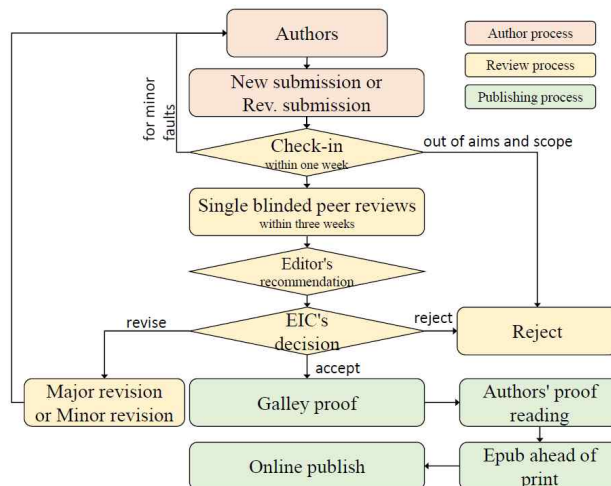 Authors
Author process
Review process
Publishing process
New submission or
Rev. submission
for minor
faults
Check-in
within one week
out of aims and scope
Single blinded peer reviews
within three weeks
Editor's
recommendation
EIC's
decision
revise
reject
Reject
accept
Major revision
or Minor revision
Galley proof
Authors' proof
reading
Online publish
Epub ahead of
print